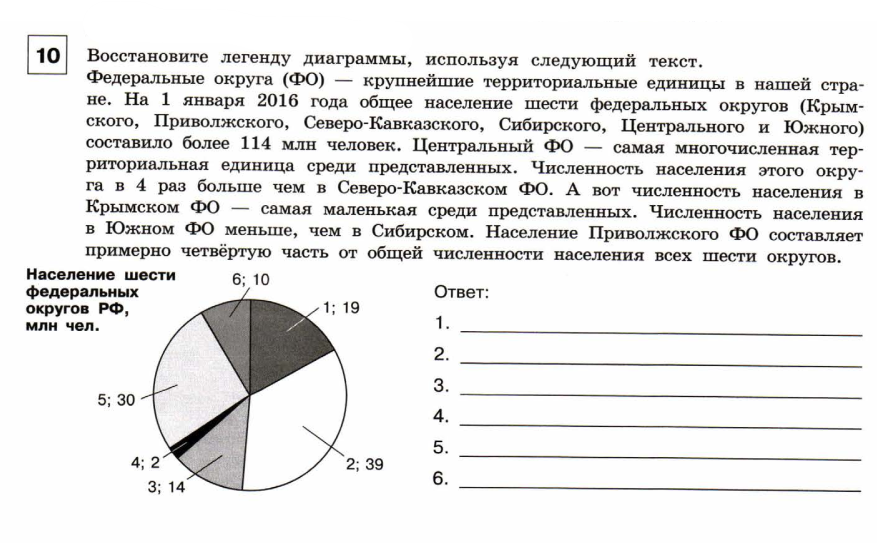 10
Восстановите легенду диаграммы, используя следующий текст.
Федеральные округа (ФО) — крупнейшие территориальные единицы в нашей стра-
не. На 1 января 2016 года общее население шести федеральных округов (Крым-
ского, Приволжского, Северо-Кавказского, Сибирского, Центрального и Южного)
составило более 114 млн человек. Центральный ФО — самая многочисленная тер-
риториальная единица среди представленных. Численность населения этого окру-
га в 4 раз больше чем в Северо-Кавказском ФО. А вот численность населения в
Крымском ФО — самая маленькая среди представленных. Численность населения
в Южном ФО меньше, чем в Сибирском. Население Приволжского ФО составляет
примерно четвёртую часть от общей численности населения всех шести округов.
Население шести
федеральных
округов РФ,
млн чел.
6; 10
1; 19
5; 30
4; 2
3; 14
2; 39
Ответ:
1.
2.
3.
4.
5.
6.